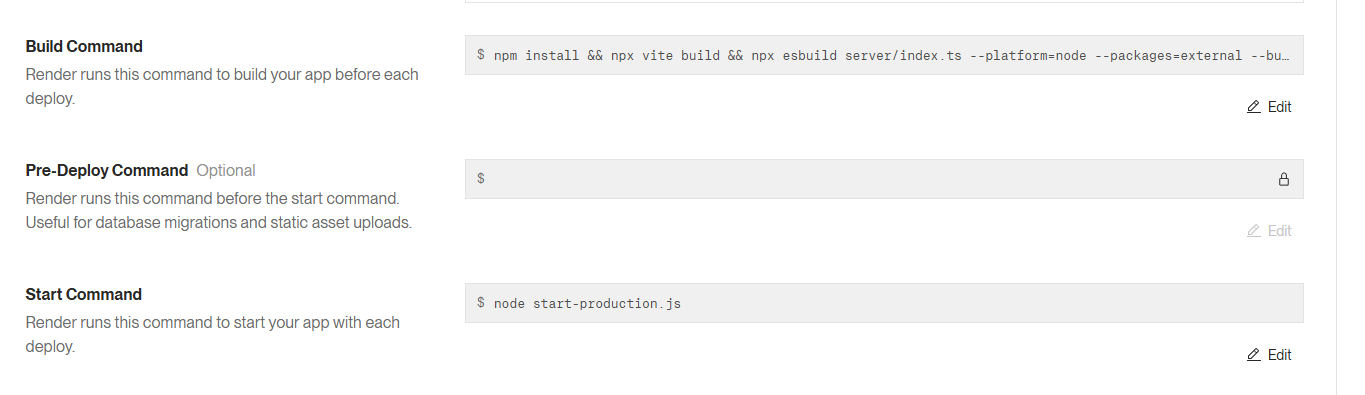 Build Command
Render runs this command to build your app before each
deploy.
$ npm install && npx vite build && npx esbuild server/index.ts --platform=node --packages=external --bu…
Edit
Pre-Deploy Command Optional
Render runs this command before the start command.
Useful for database migrations and static asset uploads.
$
Edit
Start Command
Render runs this command to start your app with each
deploy.
$ node start-production.js
Edit